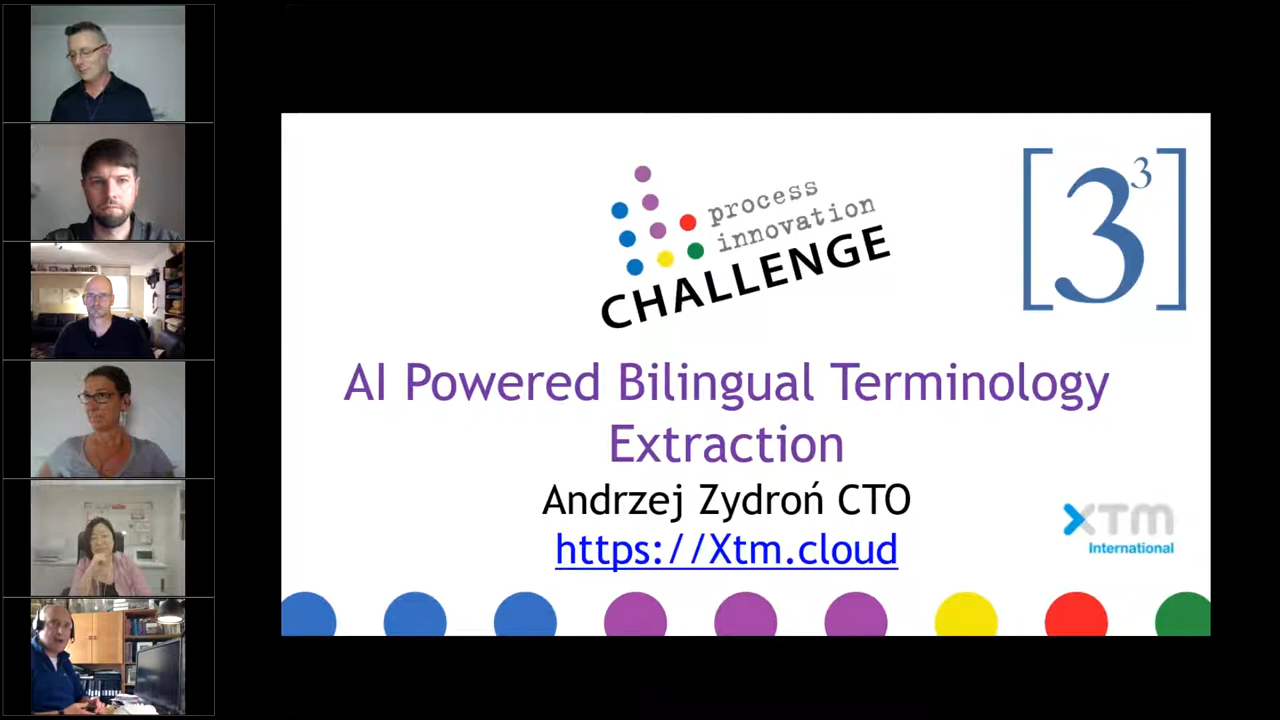 process
innovation
CHALLENGE
[3³]
AI Powered Bilingual Terminology
Extraction
Andrzej Zydroń CTO
https://Xtm.cloud
XTM
International